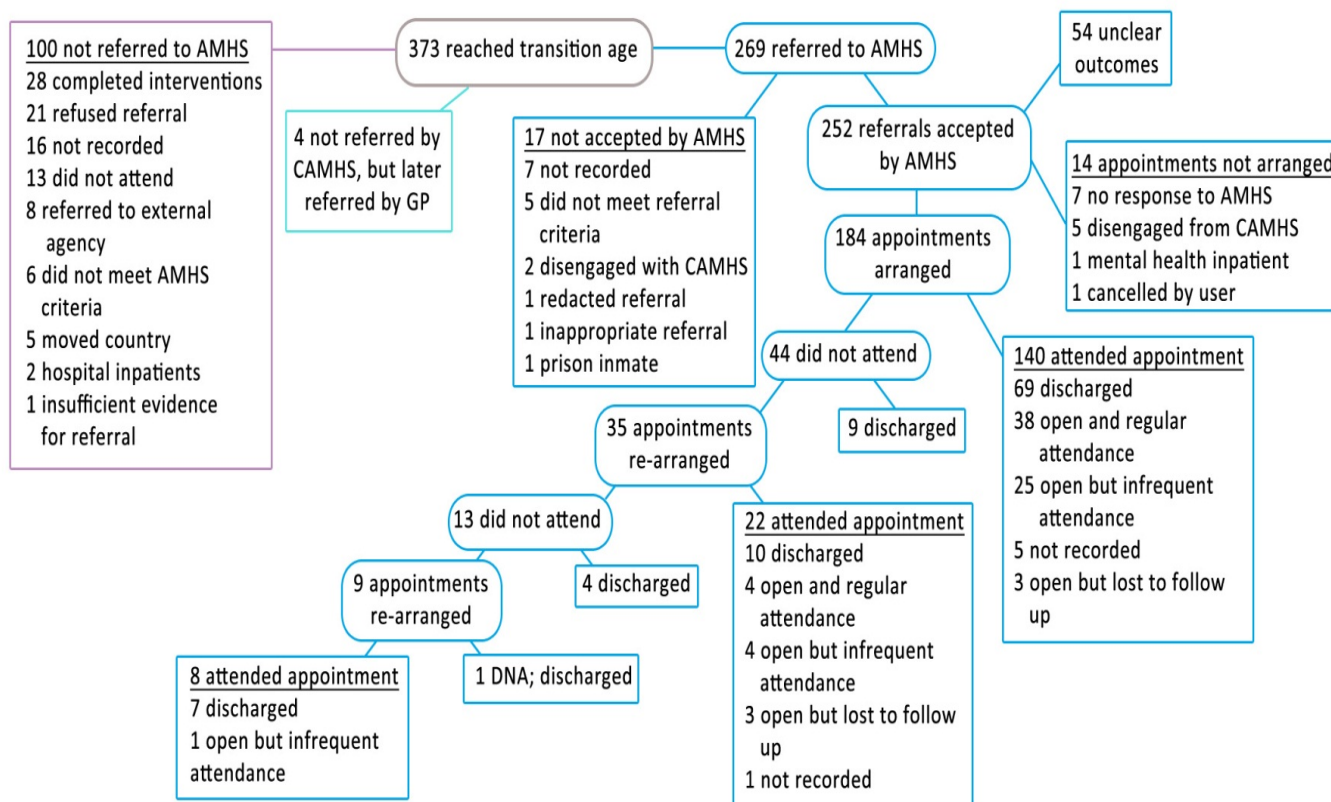 100 not referred to AMHS
28 completed interventions
21 refused referral
16 not recorded
13 did not attend
8 referred to external
agency
6 did not meet AMHS
criteria
5 moved country
2 hospital inpatients
1 insufficient evidence
for referral
373 reached transition age
4 not referred by
CAMHS, but later
referred by GP
269 referred to AMHS
17 not accepted by AMHS
7 not recorded
5 did not meet referral
criteria
2 disengaged with CAMHS
1 redacted referral
1 inappropriate referral
1 prison inmate
252 referrals accepted
by AMHS
54 unclear
outcomes
14 appointments not arranged
7 no response to AMHS
5 disengaged from CAMHS
1 mental health inpatient
1 cancelled by user
184 appointments
arranged
44 did not attend
140 attended appointment
69 discharged
38 open and regular
attendance
25 open but infrequent
attendance
5 not recorded
3 open but lost to follow
up
35 appointments
re-arranged
9 discharged
13 did not attend
22 attended appointment
10 discharged
4 open and regular
attendance
4 open but infrequent
attendance
3 open but lost to follow
up
1 not recorded
9 appointments
re-arranged
4 discharged
8 attended appointment
7 discharged
1 open but infrequent
attendance
1 DNA; discharged